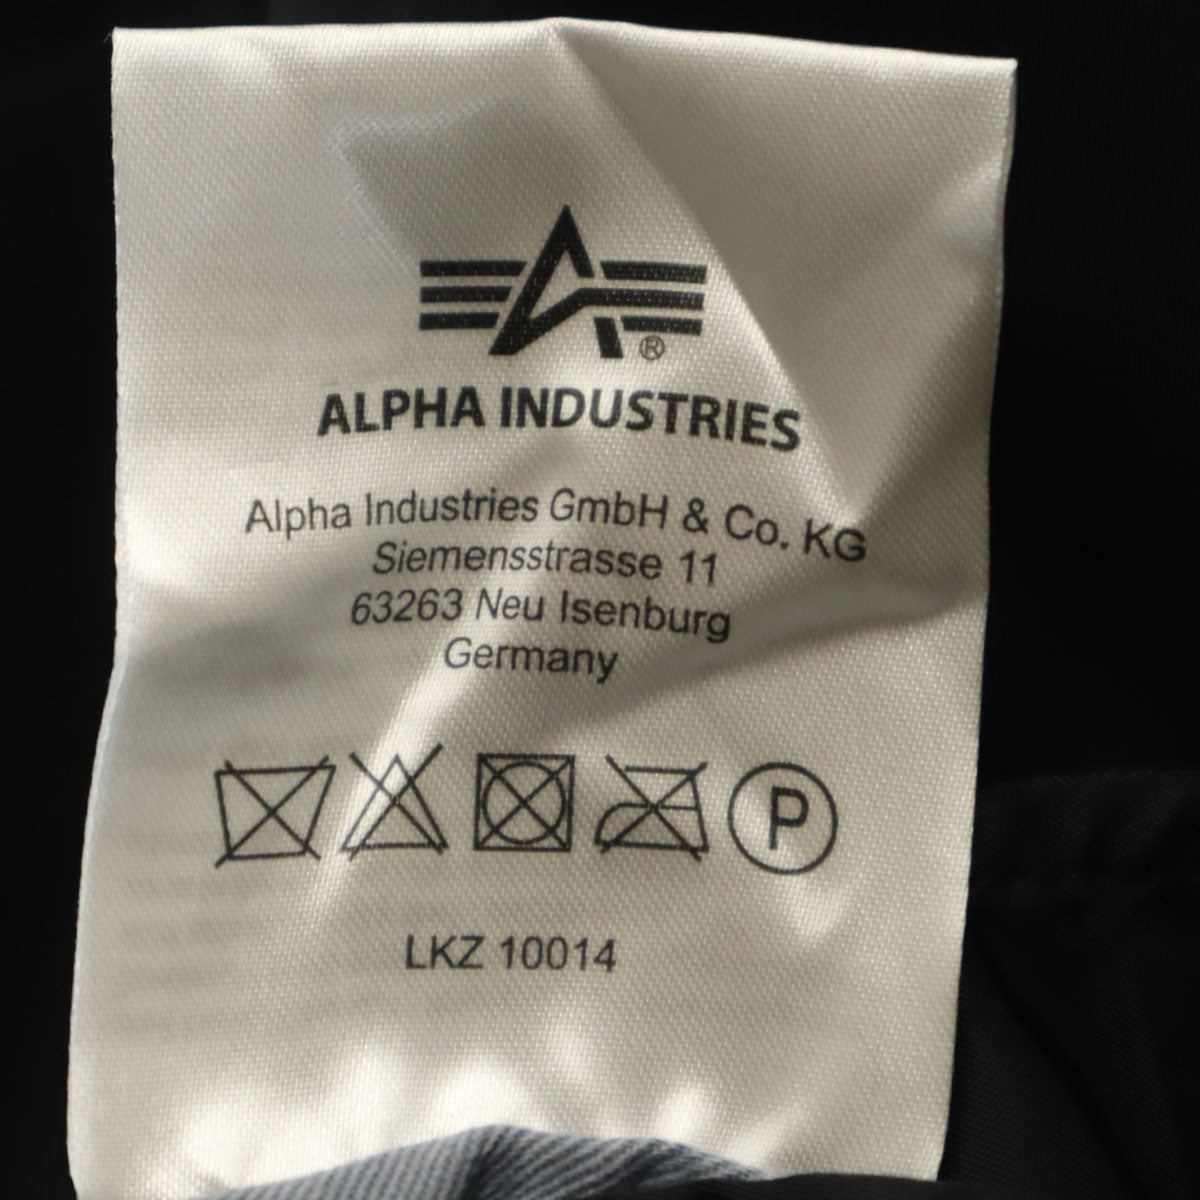 ®
ALPHA INDUSTRIES
Alpha Industries GmbH & Co. KG
Siemensstrasse 11
63263 Neu Isenburg
Germany
P
LKZ 10014